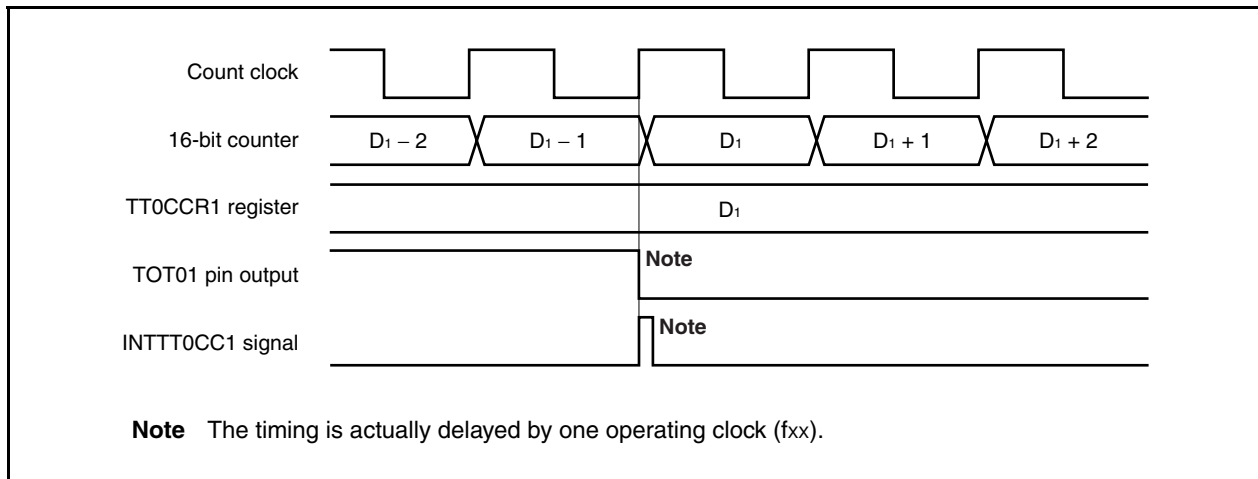 Count clock
16-bit counter D₁ – 2 D₁ – 1 D₁ D₁ + 1 D₁ + 2
TT0CCR1 register D₁
TOT01 pin output Note
INTTT0CC1 signal Note
Note The timing is actually delayed by one operating clock (fxx).